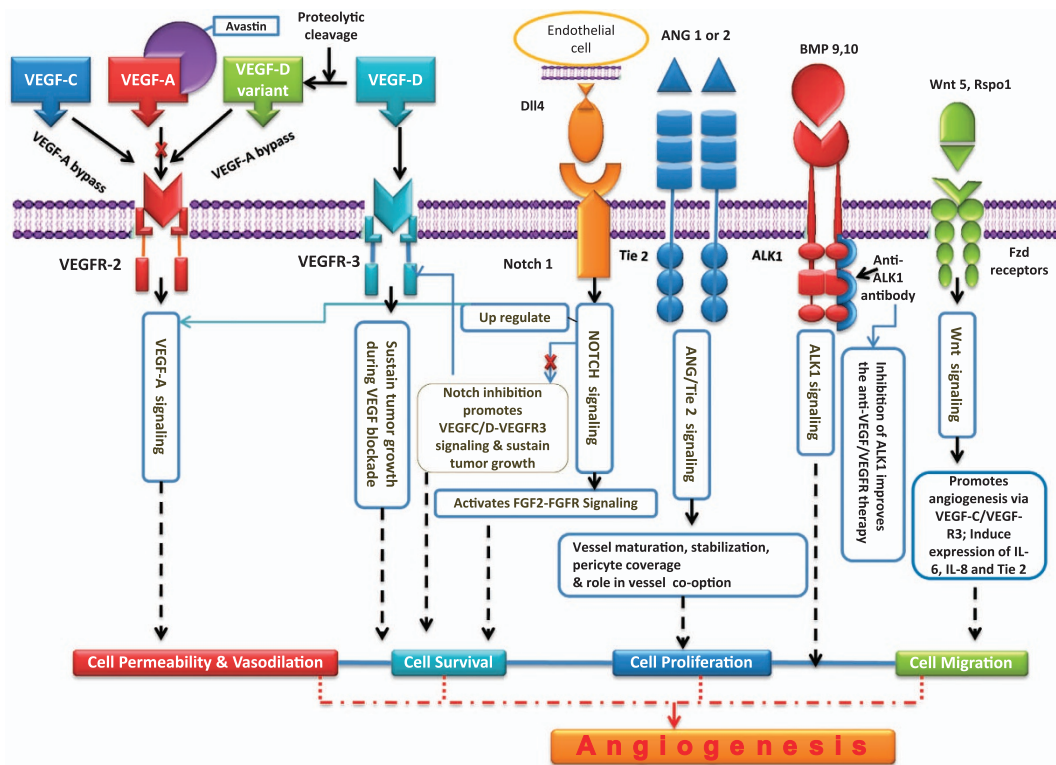 Avastin
Proteolytic
cleavage
VEGF-C
VEGF-A
VEGF-D
variant
VEGF-D
VEGF-A bypass
VEGF-A bypass
VEGFR-2
VEGFR-3
Endothelial
cell
Dll4
Notch 1
ANG 1 or 2
Tie 2
BMP 9,10
ALK1
Anti-
ALK1
antibody
Wnt 5, Rspo1
Fzd
receptors
VEGF-A signaling
Sustain tumor growth
during VEGF blockade
Up regulate
Notch inhibition
promotes
VEGFC/D-VEGFR3
signaling & sustain
tumor growth
NOTCH signaling
Activates FGF2-FGFR Signaling
ANG/Tie 2 signaling
Vessel maturation, stabilization,
pericyte coverage
& role in vessel co-option
ALK1 signaling
Inhibition of ALK1 improves
the anti-VEGF/VEGFR therapy
Wnt signaling
Promotes
angiogenesis via
VEGF-C/VEGF-
R3; Induce
expression of IL-
6, IL-8 and Tie 2
Cell Permeability & Vasodilation
Cell Survival
Cell Proliferation
Cell Migration
Angiogenesis